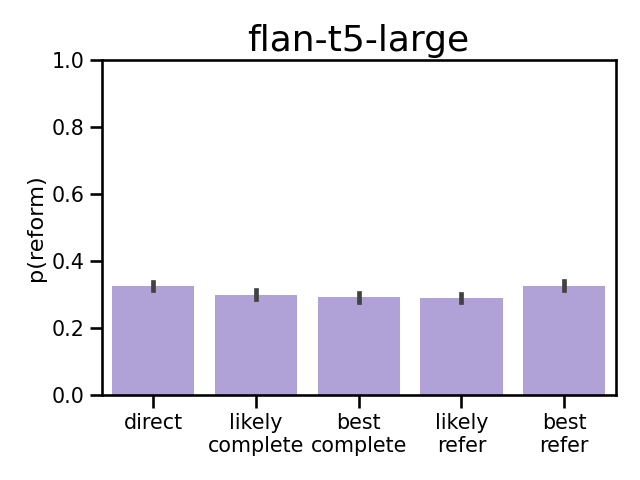 flan-t5-large
p(reform)
1.0
0.8
0.6
0.4
0.2
0.0
direct
likely
complete
best
complete
likely
refer
best
refer